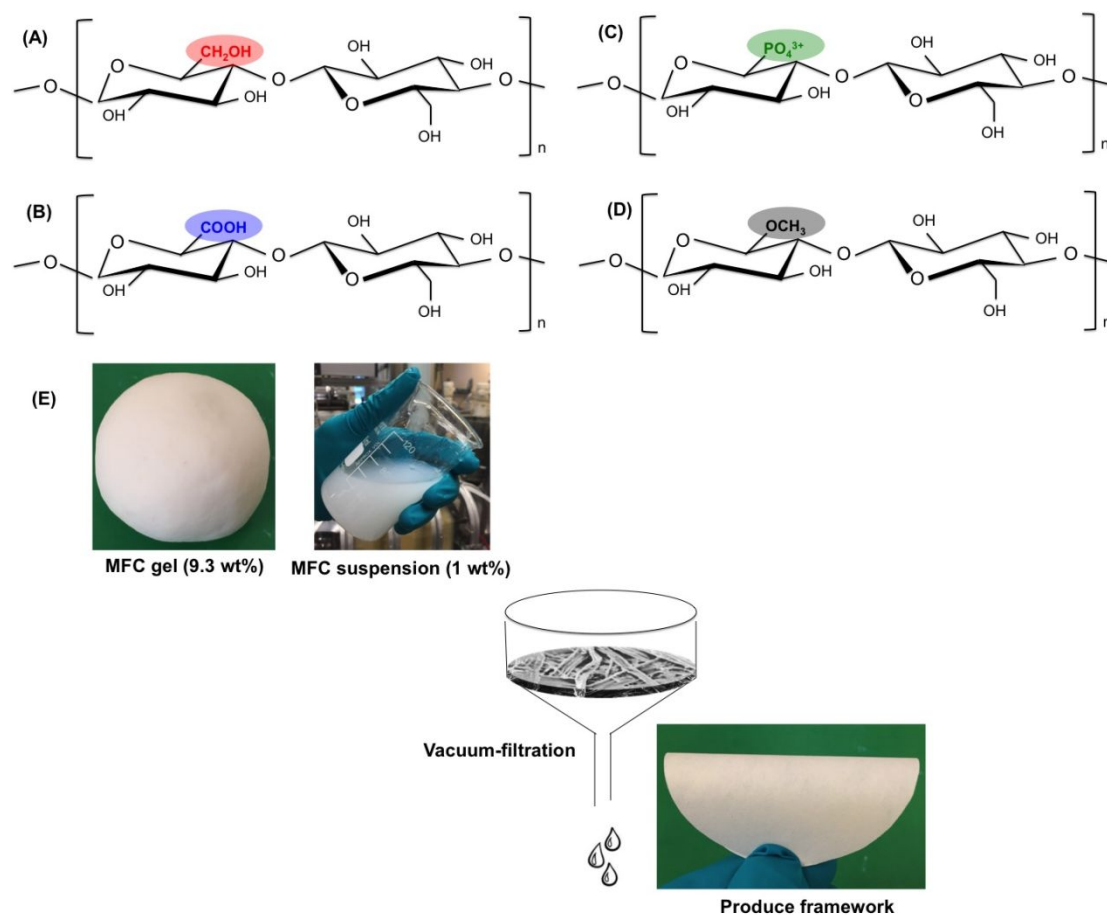 (A)
CH₂OH
OH
OH
O
O
O
OH
OH
O
O
OH
n
(C)
PO₄³⁺
OH
OH
O
O
O
OH
OH
O
O
OH
n
(B)
COOH
OH
OH
O
O
O
OH
OH
O
O
OH
n
(D)
OCH₃
OH
OH
O
O
O
OH
OH
O
O
OH
n
(E)
120
MFC gel (9.3 wt%)
MFC suspension (1 wt%)
Vacuum-filtration
Produce framework